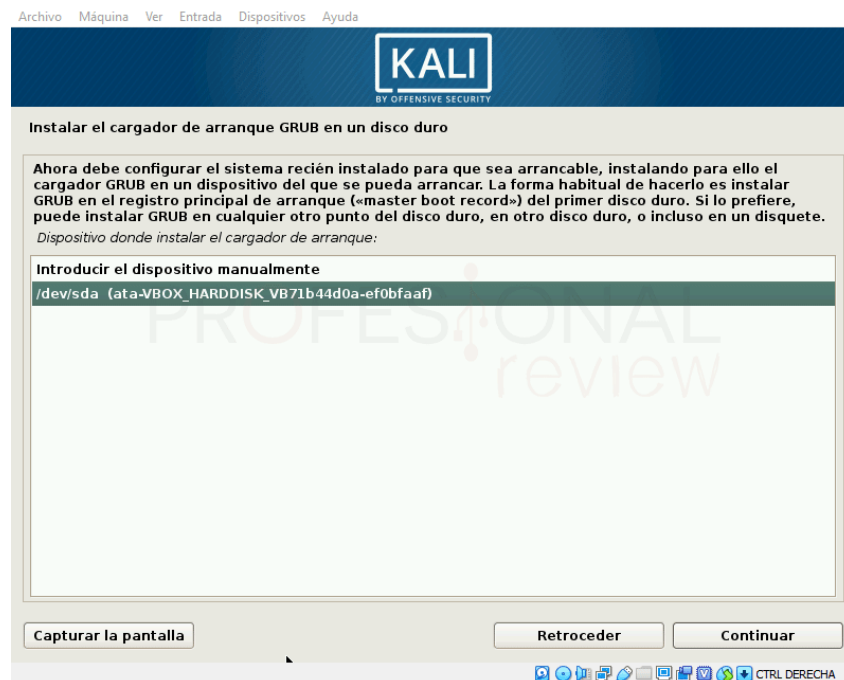 Archivo Máquina Ver Entrada Dispositivos Ayuda
KALI
BY OFFENSIVE SECURITY
Instalar el cargador de arranque GRUB en un disco duro
Ahora debe configurar el sistema recién instalado para que sea arrancable, instalando para ello el
cargador GRUB en un dispositivo del que se pueda arrancar. La forma habitual de hacerlo es instalar
GRUB en el registro principal de arranque («master boot record») del primer disco duro. Si lo prefiere,
puede instalar GRUB en cualquier otro punto del disco duro, en otro disco duro, o incluso en un disquete.
Dispositivo donde instalar el cargador de arranque:
Introducir el dispositivo manualmente
/dev/sda (ata-VBOX_HARDDISK_VB71b44d0a-ef0bfaaf)
PROFESIONAL
review
Capturar la pantalla
Retroceder
Continuar
CTRL DERECHA